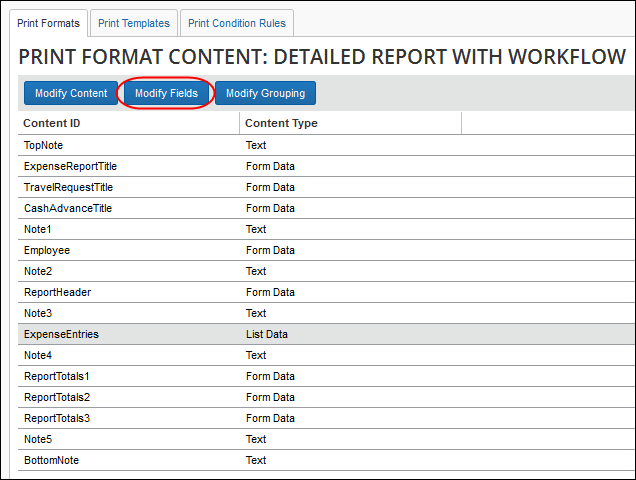 Print Formats Print Templates Print Condition Rules
PRINT FORMAT CONTENT: DETAILED REPORT WITH WORKFLOW
Modify Content Modify Fields Modify Grouping
Content ID Content Type
TopNote Text
ExpenseReportTitle Form Data
TravelRequestTitle Form Data
CashAdvanceTitle Form Data
Note1 Text
Employee Form Data
Note2 Text
ReportHeader Form Data
Note3 Text
ExpenseEntries List Data
Note4 Text
ReportTotals1 Form Data
ReportTotals2 Form Data
ReportTotals3 Form Data
Note5 Text
BottomNote Text